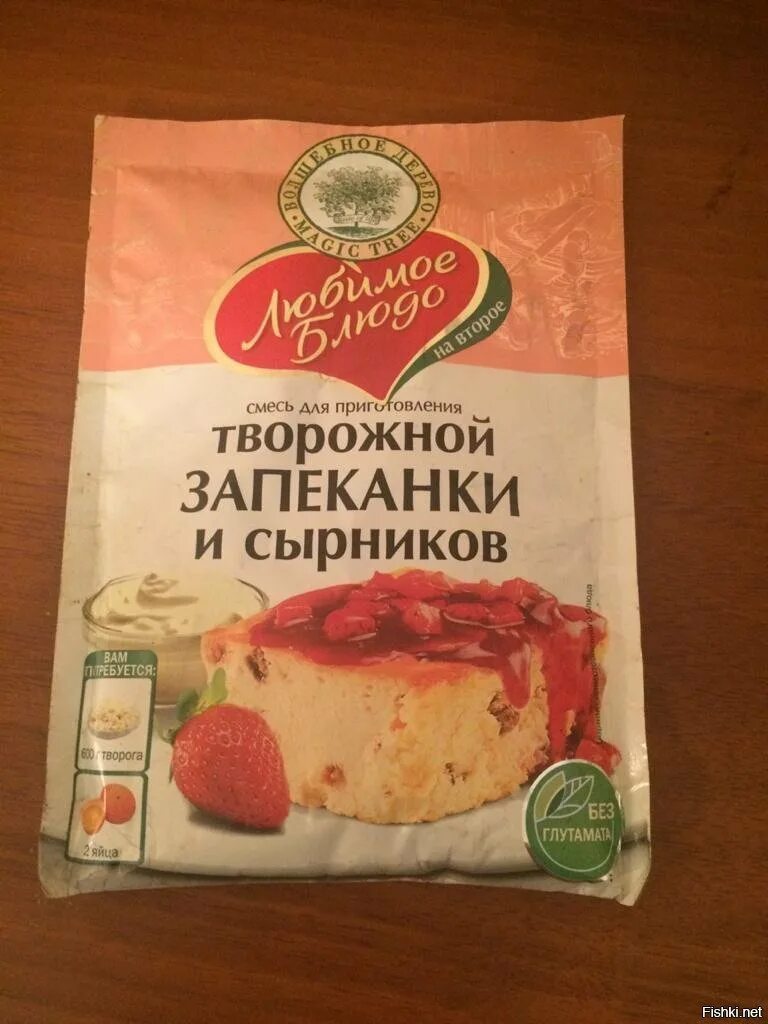 ВОЛШЕБНОЕ ДЕРЕВО
MAGIC TREE
Любимое
Блюдо
на второе
смесь для приготовления
ТВОРОЖНОЙ
ЗАПЕКАНКИ
и сырников
ВАМ
ПОТРЕБУЕТСЯ:
600 г творога
2 яйца
БЕЗ
ГЛУТАМАТА
блюда
Fishki.net